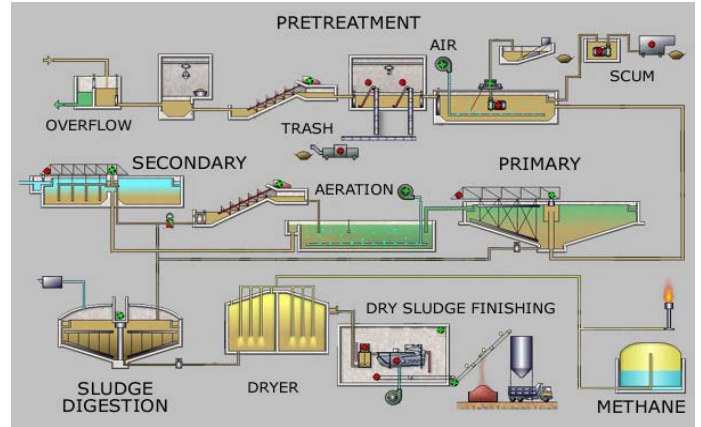 PRETREATMENT
AIR
SCUM
OVERFLOW
TRASH
SECONDARY
PRIMARY
AERATION
DRY SLUDGE FINISHING
SLUDGE
DIGESTION
DRYER
METHANE